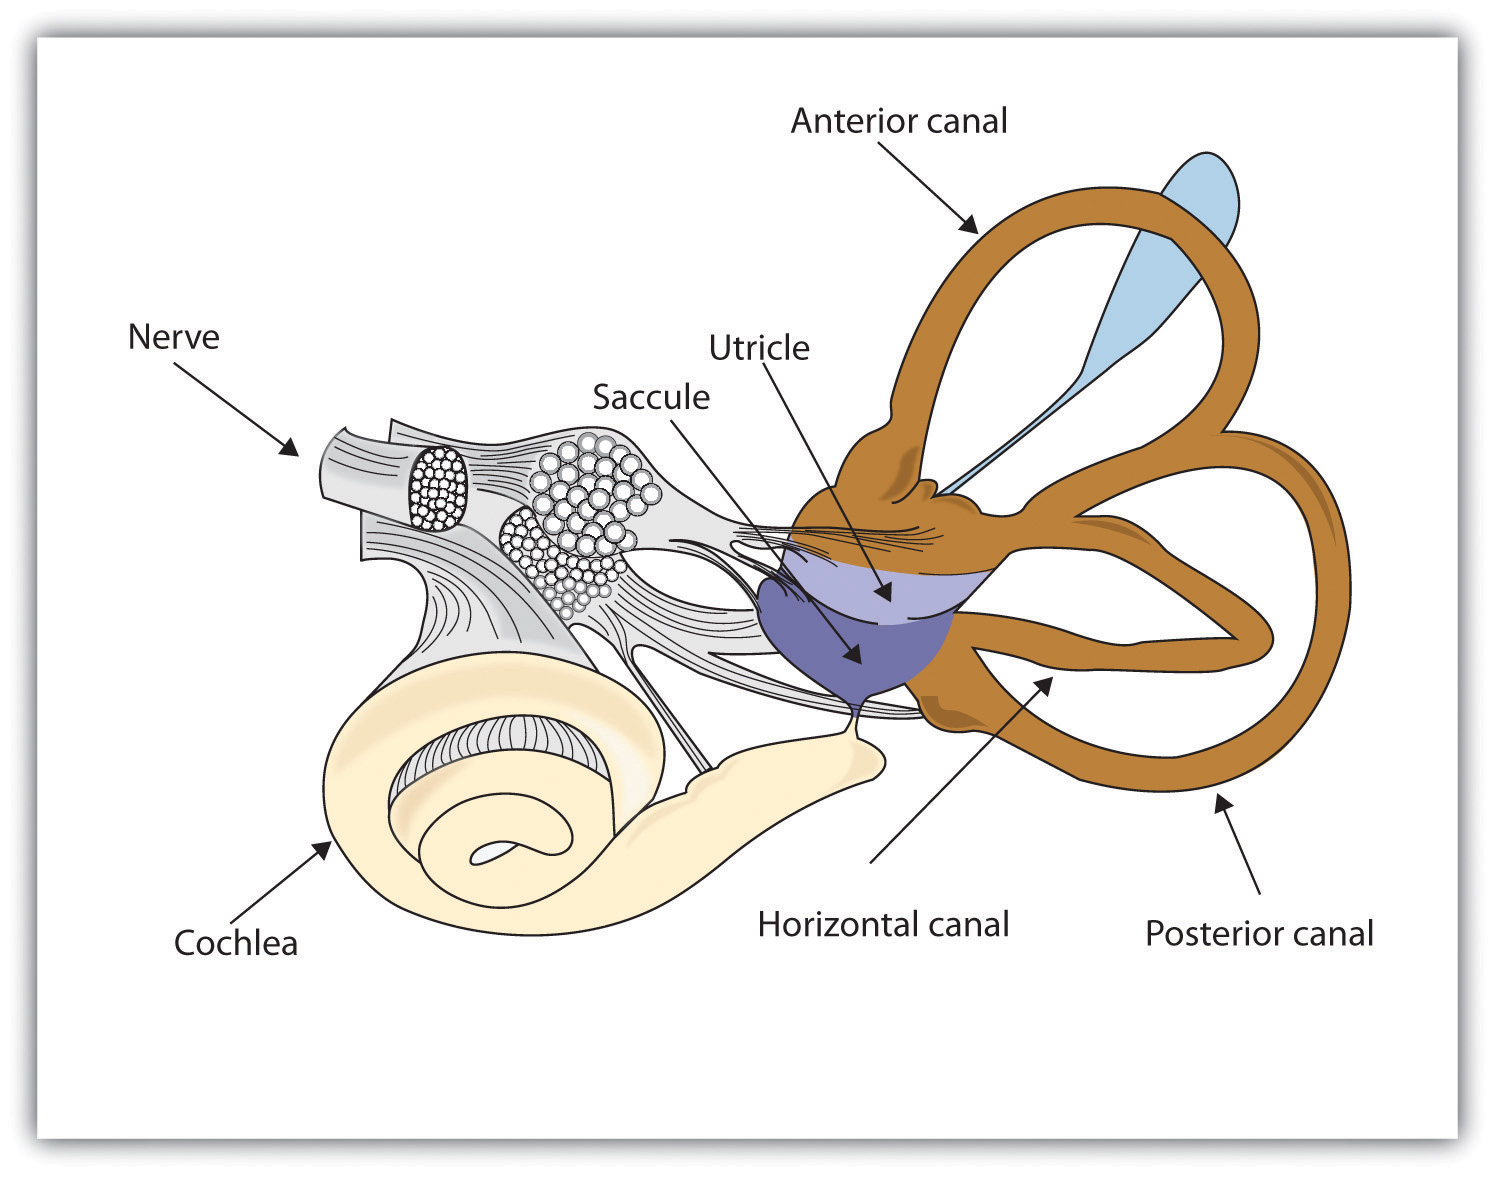 Anterior canal
Nerve
Utricle
Saccule
Cochlea
Horizontal canal
Posterior canal